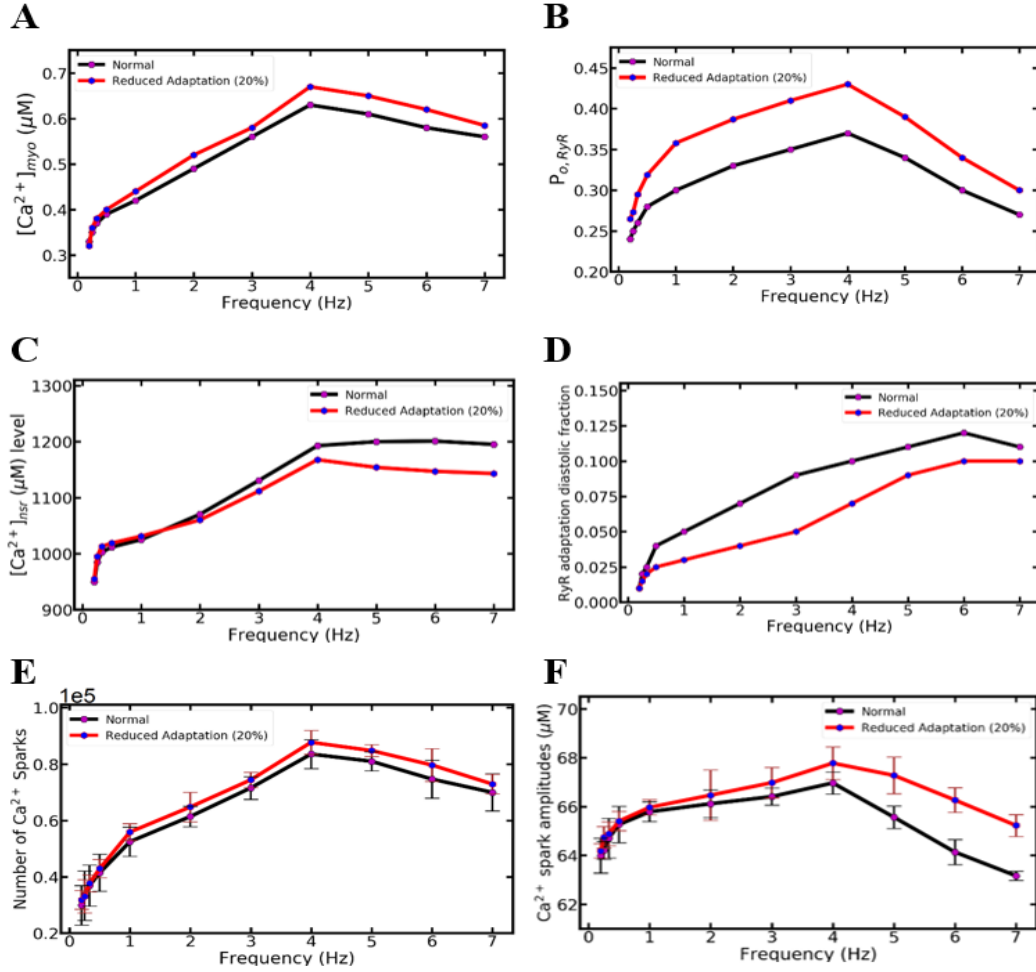 A
Normal
Reduced Adaptation (20%)
[Ca²⁺]myo (μM)
0.7
0.6
0.5
0.4
0.3
0 1 2 3 4 5 6 7
Frequency (Hz)
B
Normal
Reduced Adaptation (20%)
Po, RyR
0.45
0.40
0.35
0.30
0.25
0.20
0 1 2 3 4 5 6 7
Frequency (Hz)
C
Normal
Reduced Adaptation (20%)
[Ca²⁺]nsr (μM) level
1300
1200
1100
1000
900
0 1 2 3 4 5 6 7
Frequency (Hz)
D
Normal
Reduced Adaptation (20%)
RyR adaptation diastolic fraction
0.150
0.125
0.100
0.075
0.050
0.025
0.000
0 1 2 3 4 5 6 7
Frequency (Hz)
E
1e5
Normal
Reduced Adaptation (20%)
Number of Ca²⁺ Sparks
1.0
0.8
0.6
0.4
0.2
0 1 2 3 4 5 6 7
Frequency (Hz)
F
Normal
Reduced Adaptation (20%)
Ca²⁺ spark amplitudes (μM)
70
68
66
64
62
0 1 2 3 4 5 6 7
Frequency (Hz)